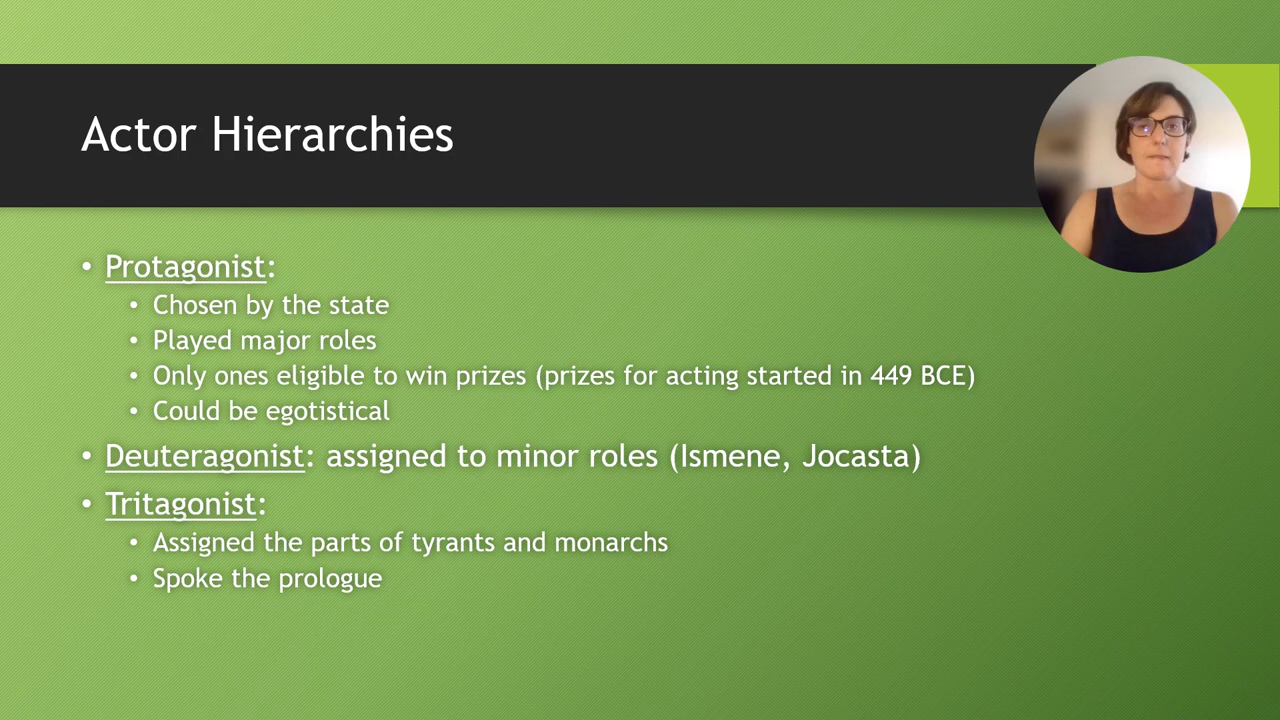 Actor Hierarchies
• Protagonist:
• Chosen by the state
• Played major roles
• Only ones eligible to win prizes (prizes for acting started in 449 BCE)
• Could be egotistical
• Deuteragonist: assigned to minor roles (Ismene, Jocasta)
• Tritagonist:
• Assigned the parts of tyrants and monarchs
• Spoke the prologue